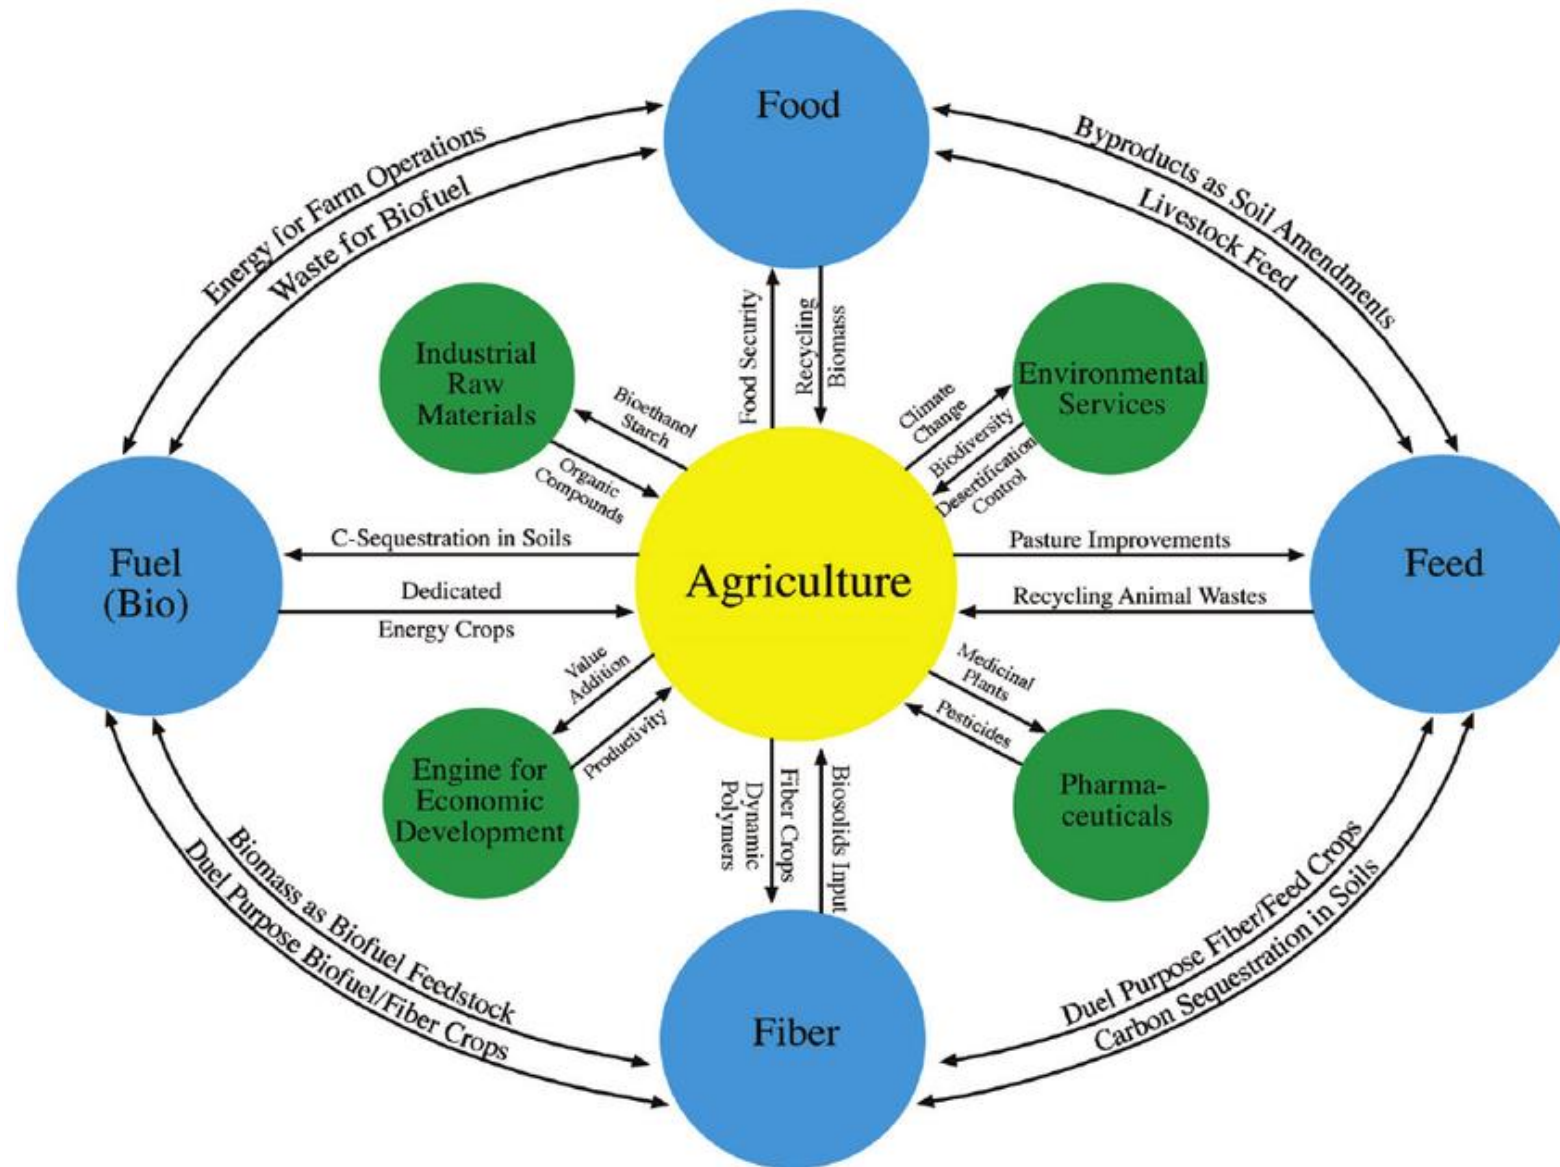 Food
Energy for Farm Operations
Waste for Biofuel
Byproducts as Soil Amendments
Livestock Feed
Industrial
Raw
Materials
Bioethanol
Starch
Organic
Compounds
Food Security
Recycling
Biomass
Climate
Change
Biodiversity
Desertification
Control
Environmental
Services
Fuel
(Bio)
C-Sequestration in Soils
Dedicated
Energy Crops
Agriculture
Pasture Improvements
Recycling Animal Wastes
Feed
Value
Addition
Productivity
Engine for
Economic
Development
Fiber Crops
Dynamic
Polymers
Biosolids Input
Medicinal
Plants
Pesticides
Pharma-
ceuticals
Biomass as Biofuel Feedstock
Duel Purpose Biofuel/Fiber Crops
Duel Purpose Fiber/Feed Crops
Carbon Sequestration in Soils
Fiber